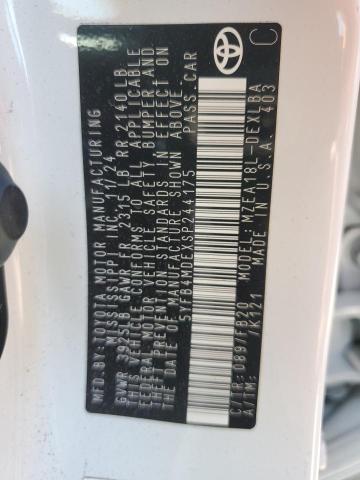 MFD.BY: TOYOTA MOTOR MANUFACTURING
MISSISSIPPI, INC. 11/24
GVWR 3925LB GAWR FR 2315 LB RR 2140 LB
THIS VEHICLE CONFORMS TO ALL APPLICABLE
FEDERAL MOTOR VEHICLE SAFETY, BUMPER AND
THEFT PREVENTION STANDARDS IN EFFECT ON
THE DATE OF MANUFACTURE SHOWN ABOVE.
5YFB4MDEXSP244175 PASS.CAR
C/TR: 089/FB20 MODEL: MZEA18L-DEXLBA
A/TM: /K121 MADE IN U.S.A. 403
TOYOTA
C